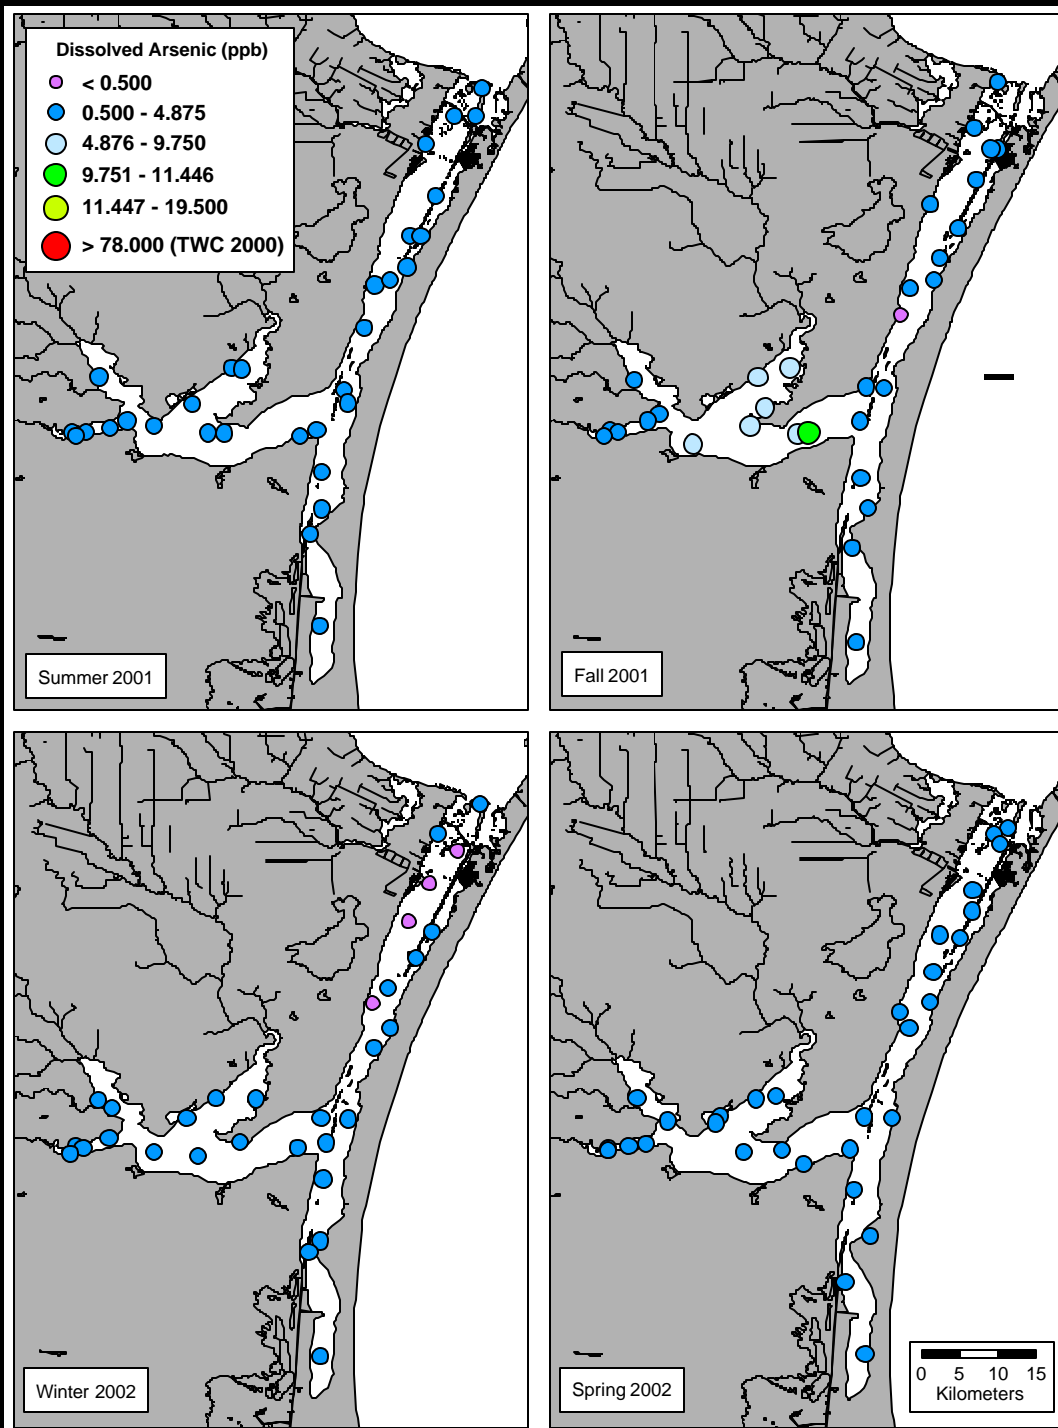 Dissolved Arsenic (ppb)
< 0.500
0.500 - 4.875
4.876 - 9.750
9.751 - 11.446
11.447 - 19.500
> 78.000 (TWC 2000)
Summer 2001
Fall 2001
Winter 2002
Spring 2002
0 5 10 15
Kilometers